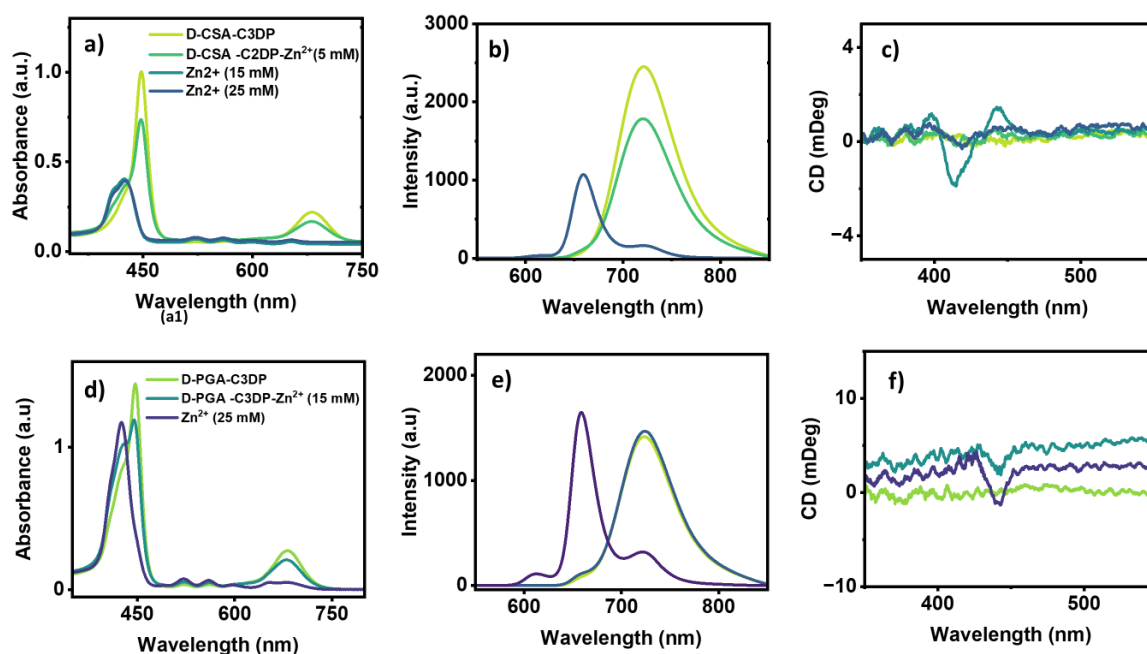 a)
D-CSA-C3DP
D-CSA -C2DP-Zn²⁺(5 mM)
Zn2+ (15 mM)
Zn2+ (25 mM)
Absorbance (a.u.)
1.0
0.5
0.0
450
600
750
Wavelength (nm)
(a1)
b)
Intensity (a.u.)
3000
2000
1000
0
600
700
800
Wavelength (nm)
c)
CD (mDeg)
4
0
−4
400
500
Wavelength (nm)
d)
D-PGA-C3DP
D-PGA -C3DP-Zn²⁺ (15 mM)
Zn²⁺ (25 mM)
Absorbance (a.u)
1
0
450
600
750
Wavelength (nm)
e)
Intensity (a.u)
2000
1000
0
600
700
800
Wavelength (nm)
f)
CD (mDeg)
10
0
−10
400
500
Wavelength (nm)